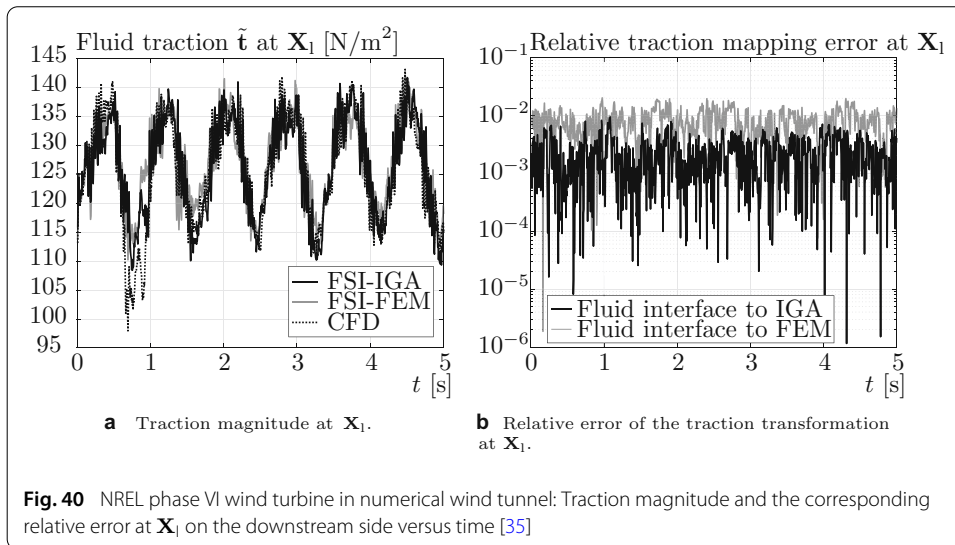 Fluid traction t̃ at X_l [N/m²]
145
140
135
130
125
120
115
110
105
100
95
0 1 2 3 4 5
t [s]
FSI-IGA
FSI-FEM
CFD
a Traction magnitude at X_l.
Relative traction mapping error at X_l
10⁻¹
10⁻²
10⁻³
10⁻⁴
10⁻⁵
10⁻⁶
0 1 2 3 4 5
t [s]
Fluid interface to IGA
Fluid interface to FEM
b Relative error of the traction transformation
at X_l.
Fig. 40 NREL phase VI wind turbine in numerical wind tunnel: Traction magnitude and the corresponding
relative error at X_l on the downstream side versus time [35]